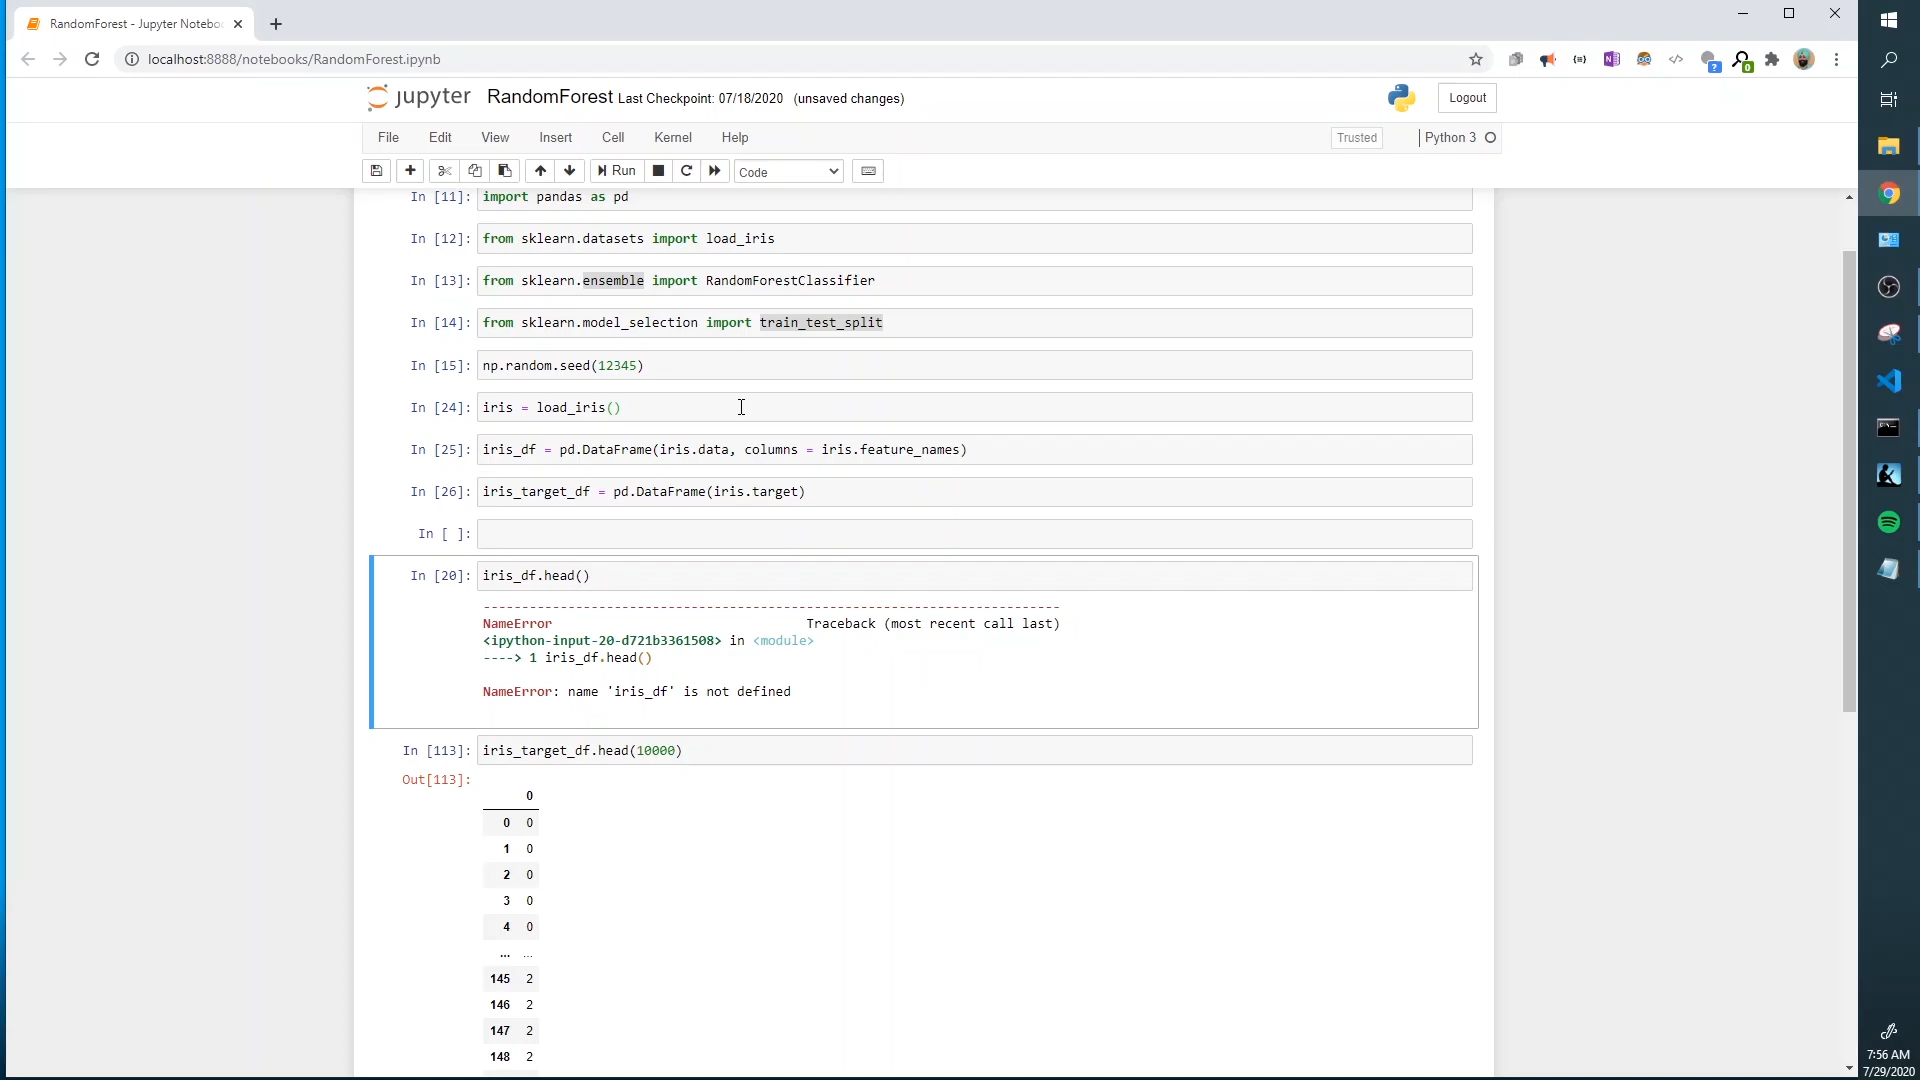 RandomForest - Jupyter Notebo
localhost:8888/notebooks/RandomForest.ipynb
?
0
jupyter RandomForest Last Checkpoint: 07/18/2020 (unsaved changes)
Logout
File Edit View Insert Cell Kernel Help
Trusted
Python 3
Run
Code
In [11]: import pandas as pd
In [12]: from sklearn.datasets import load_iris
In [13]: from sklearn.ensemble import RandomForestClassifier
In [14]: from sklearn.model_selection import train_test_split
In [15]: np.random.seed(12345)
In [24]: iris = load_iris()
In [25]: iris_df = pd.DataFrame(iris.data, columns = iris.feature_names)
In [26]: iris_target_df = pd.DataFrame(iris.target)
In [ ]:
In [20]: iris_df.head()
---------------------------------------------------------------------------
NameError Traceback (most recent call last)
<ipython-input-20-d721b3361508> in <module>
----> 1 iris_df.head()
NameError: name 'iris_df' is not defined
In [113]: iris_target_df.head(10000)
Out[113]:
0
0 0
1 0
2 0
3 0
4 0
... ...
145 2
146 2
147 2
148 2
7:56 AM
7/29/2020